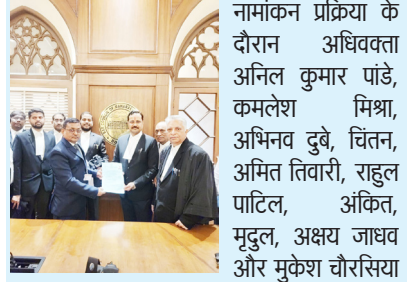 नामांकन प्रक्रिया के
दौरान अधिवक्ता
अनिल कुमार पांडे,
कमलेश मिश्रा,
अभिनव दुबे, चिंतन,
अमित तिवारी, राहुल
पाटिल, अंकित,
मृदुल, अक्षय जाधव
और मुकेश चौरसिया